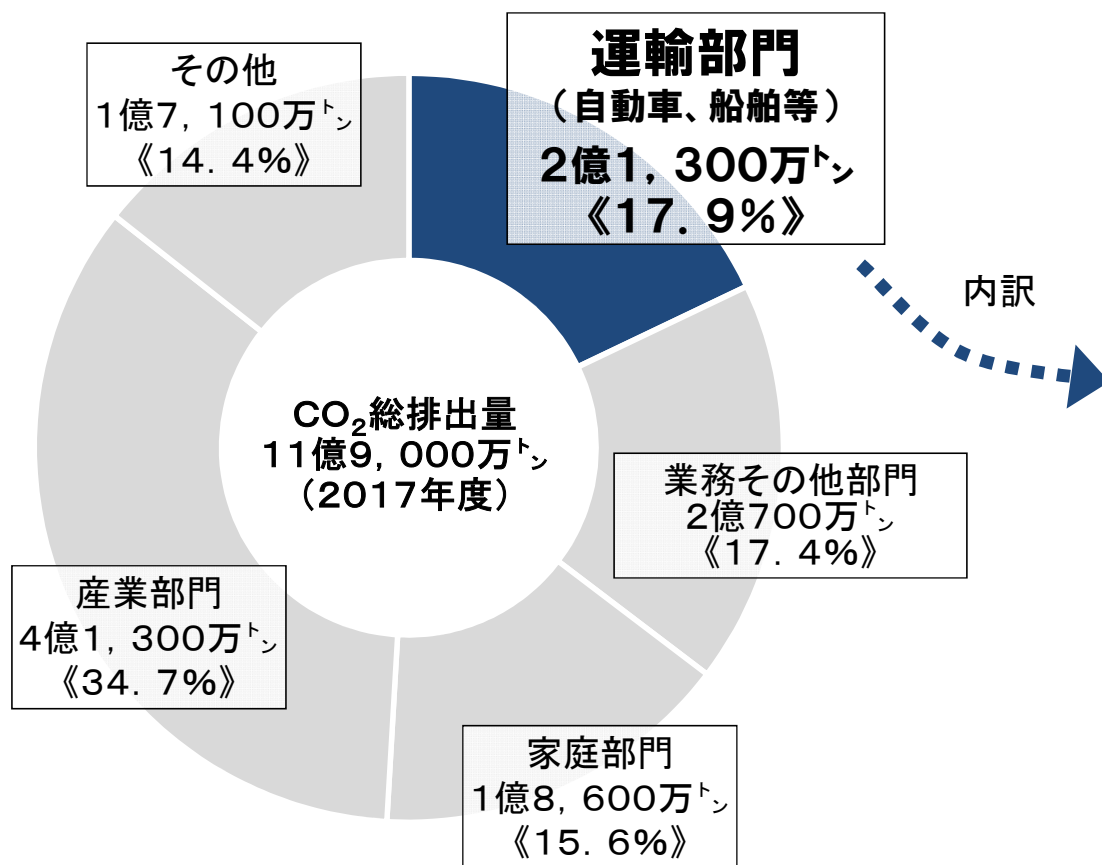 運輸部門
(自動車、船舶等)
2億1,300万トン
《17.9%》
その他
1億7,100万トン
《14.4%》
内訳
CO₂総排出量
11億9,000万トン
(2017年度)
業務その他部門
2億700万トン
《17.4%》
産業部門
4億1,300万トン
《34.7%》
家庭部門
1億8,600万トン
《15.6%》